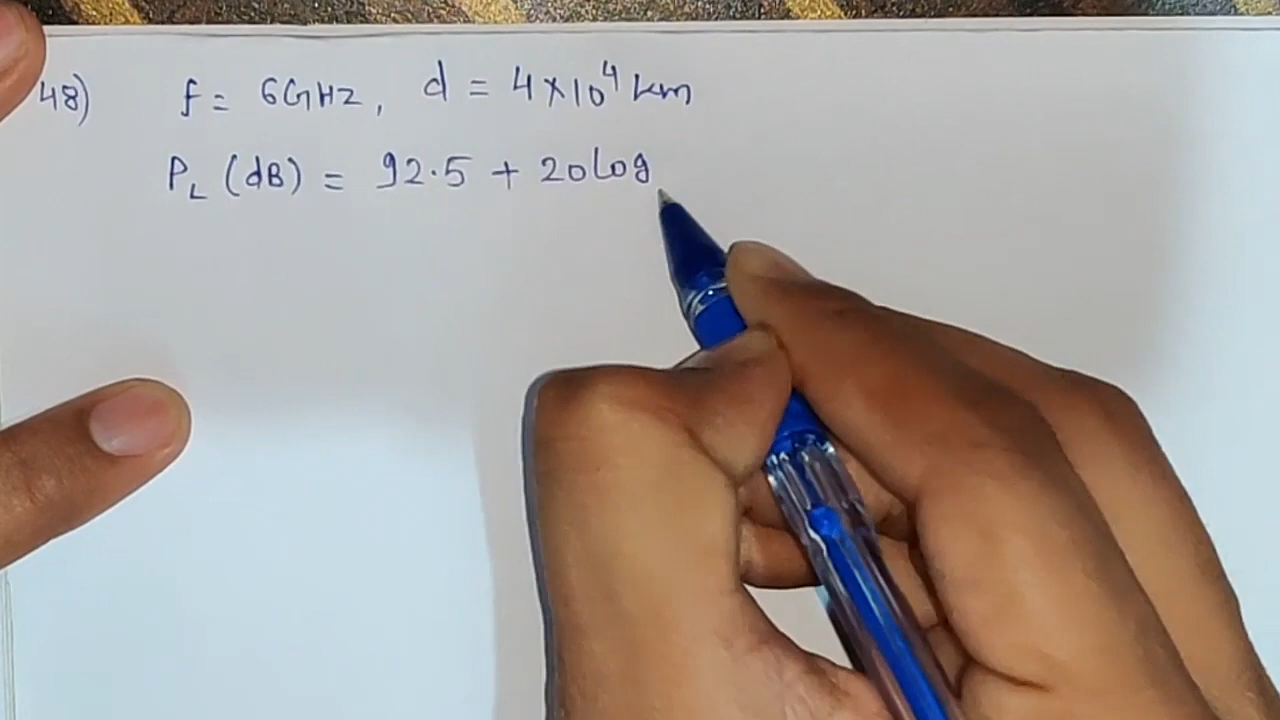 48) f = 6GHz, d = 4×10⁴ km
P_L (dB) = 92.5 + 20log